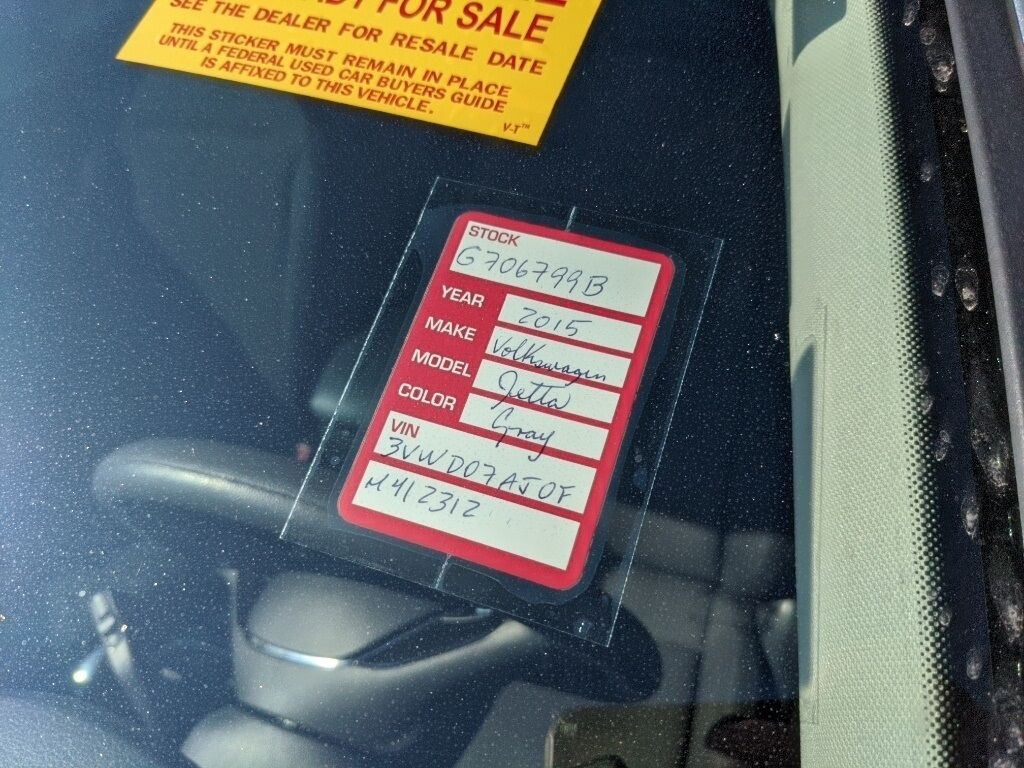 FOR SALE
SEE THE DEALER FOR RESALE DATE
THIS STICKER MUST REMAIN IN PLACE
UNTIL A FEDERAL USED CAR BUYERS GUIDE
IS AFFIXED TO THIS VEHICLE.
V-T™
STOCK
G706799B
YEAR 2015
MAKE Volkswagen
MODEL Jetta
COLOR Gray
VIN
3VWD07AJ0F
M412312